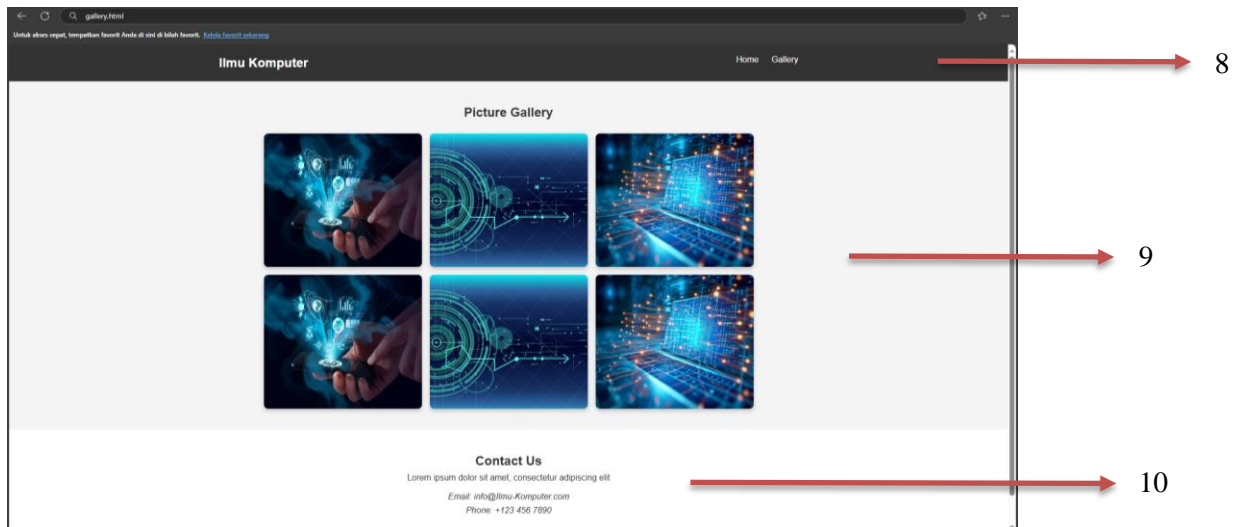 gallery.html
Untuk akses cepat, tempatkan favorit Anda di sini di bilah favorit. Kelola favorit sekarang
Ilmu Komputer
Home Gallery
8
Picture Gallery
9
Contact Us
Lorem ipsum dolor sit amet, consectetur adipiscing elit
10
Email: info@Ilmu-Komputer.com
Phone: +123 456 7890